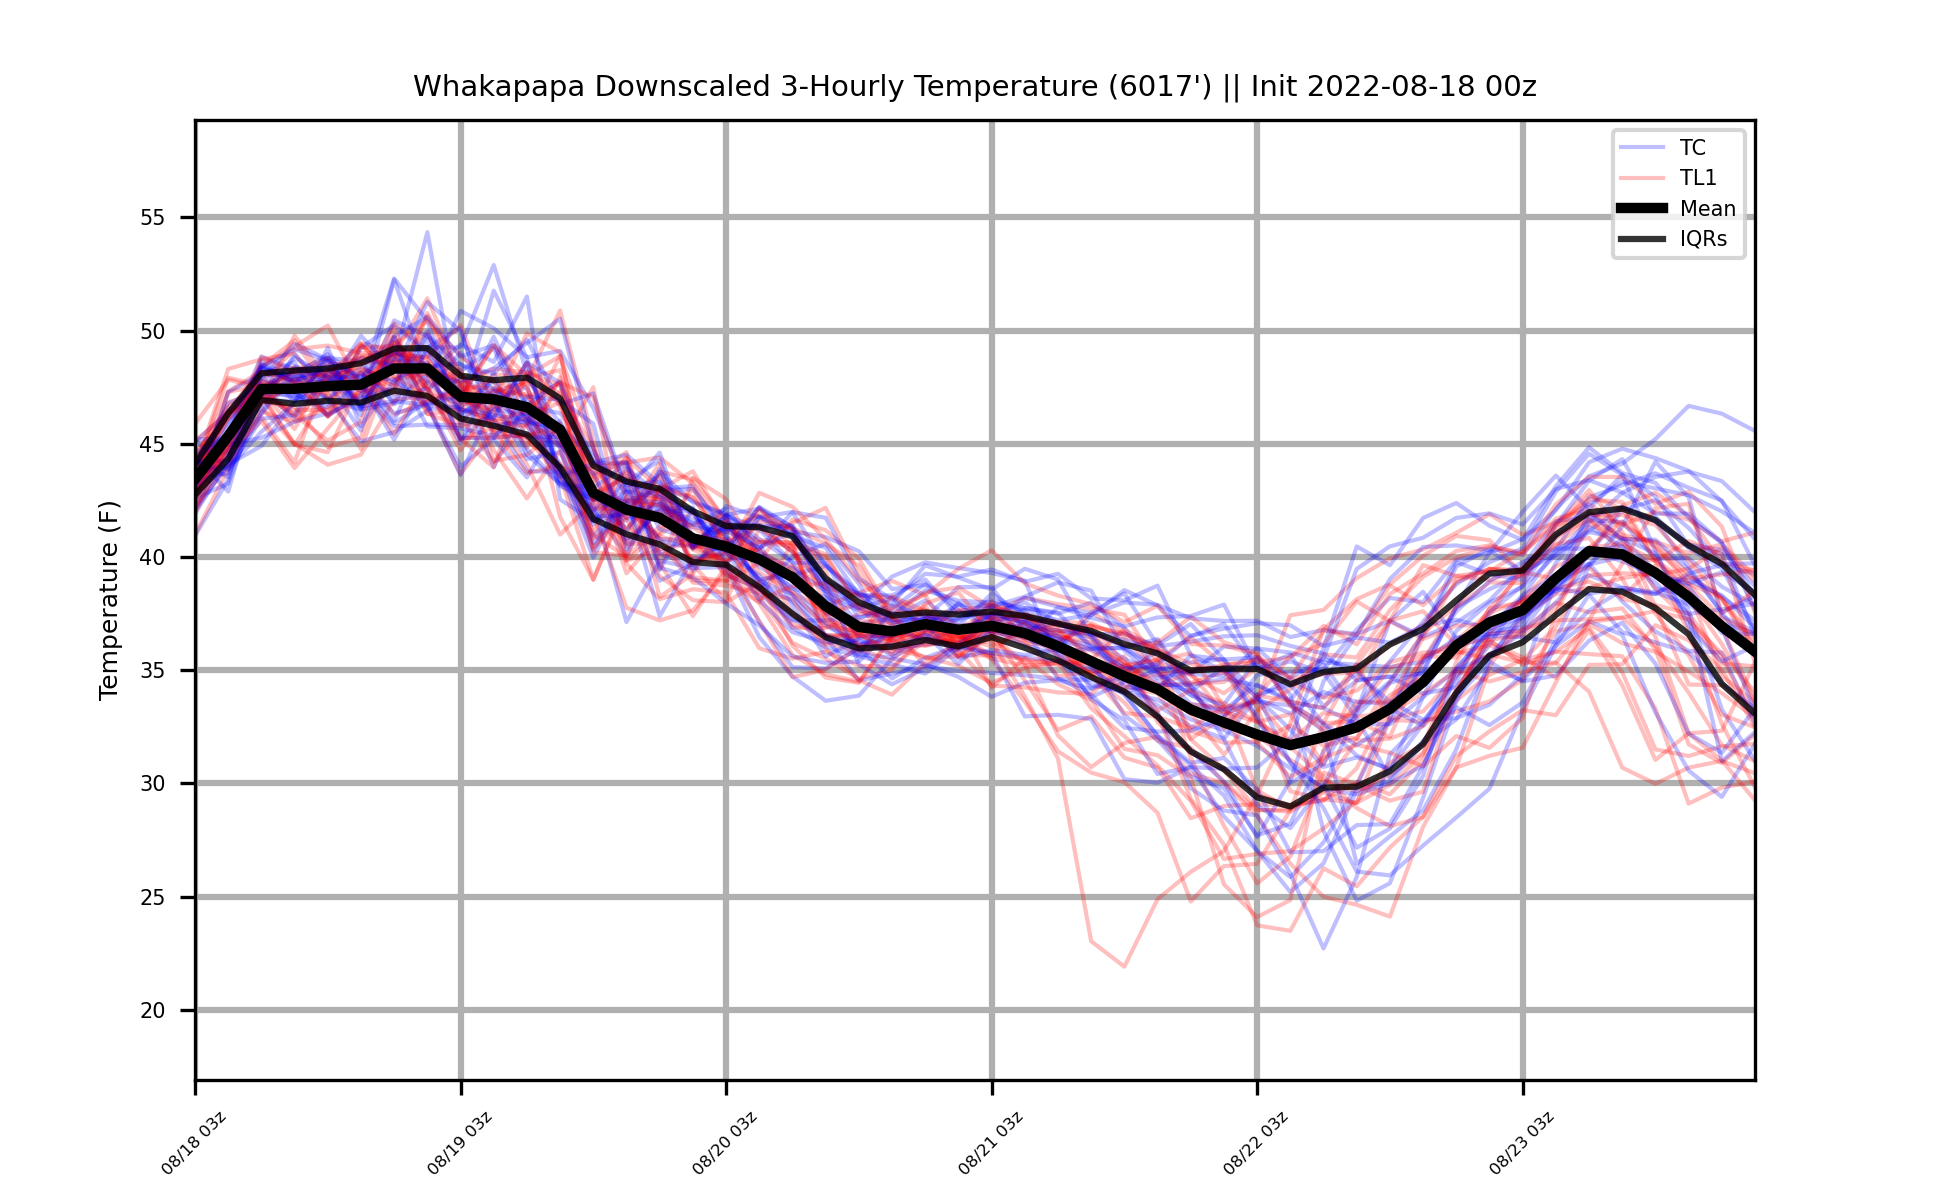 Whakapapa Downscaled 3-Hourly Temperature (6017') || Init 2022-08-18 00z
TC
TL1
Mean
IQRs
Temperature (F)
55
50
45
40
35
30
25
20
08/18 03z
08/19 03z
08/20 03z
08/21 03z
08/22 03z
08/23 03z